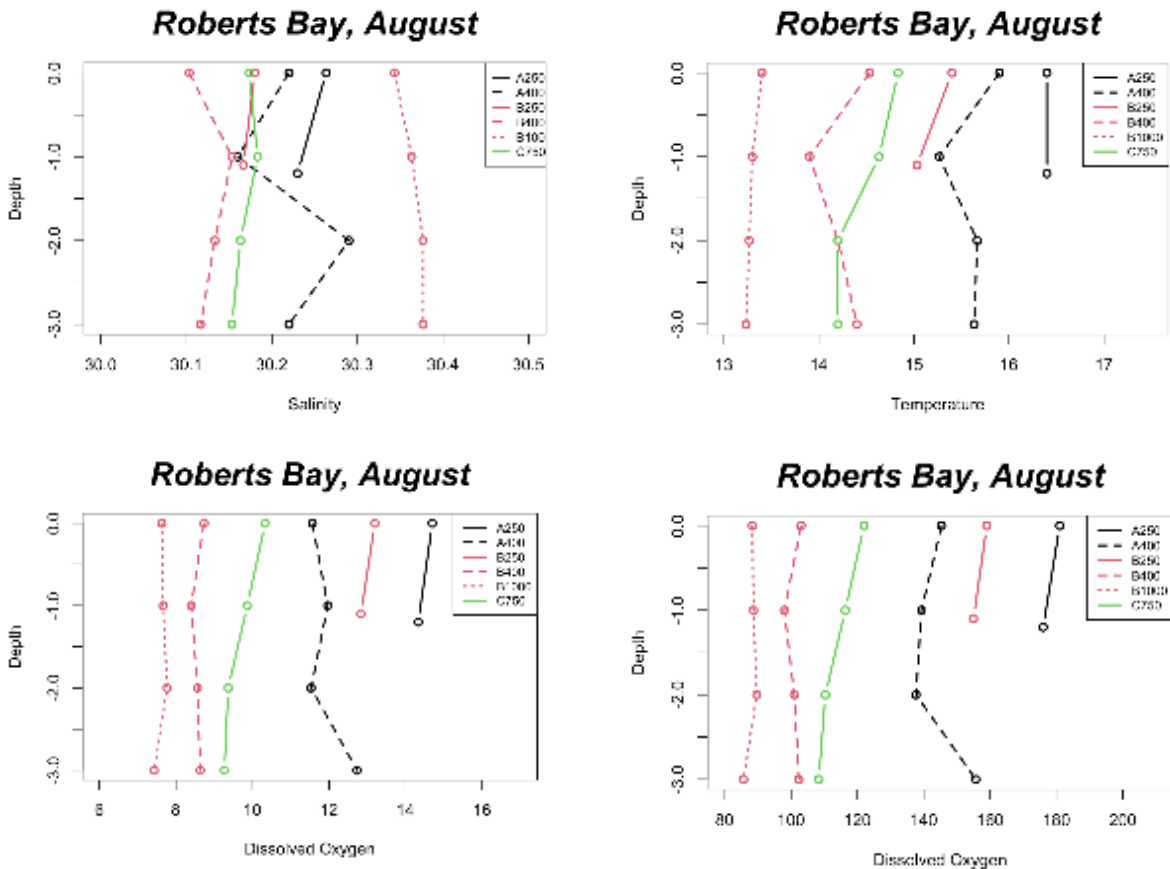 Roberts Bay, August
0.0
-1.0
-2.0
-3.0
Depth
30.0 30.1 30.2 30.3 30.4 30.5
Salinity
A250
A400
B250
B400
B1000
C750
Roberts Bay, August
0.0
-1.0
-2.0
-3.0
Depth
13 14 15 16 17
Temperature
A250
A400
B250
B400
B1000
C750
Roberts Bay, August
0.0
-1.0
-2.0
-3.0
Depth
6 8 10 12 14 16
Dissolved Oxygen
A250
A400
B250
B400
B1000
C750
Roberts Bay, August
0.0
-1.0
-2.0
-3.0
Depth
80 100 120 140 160 180 200
Dissolved Oxygen
A250
A400
B250
B400
B1000
C750